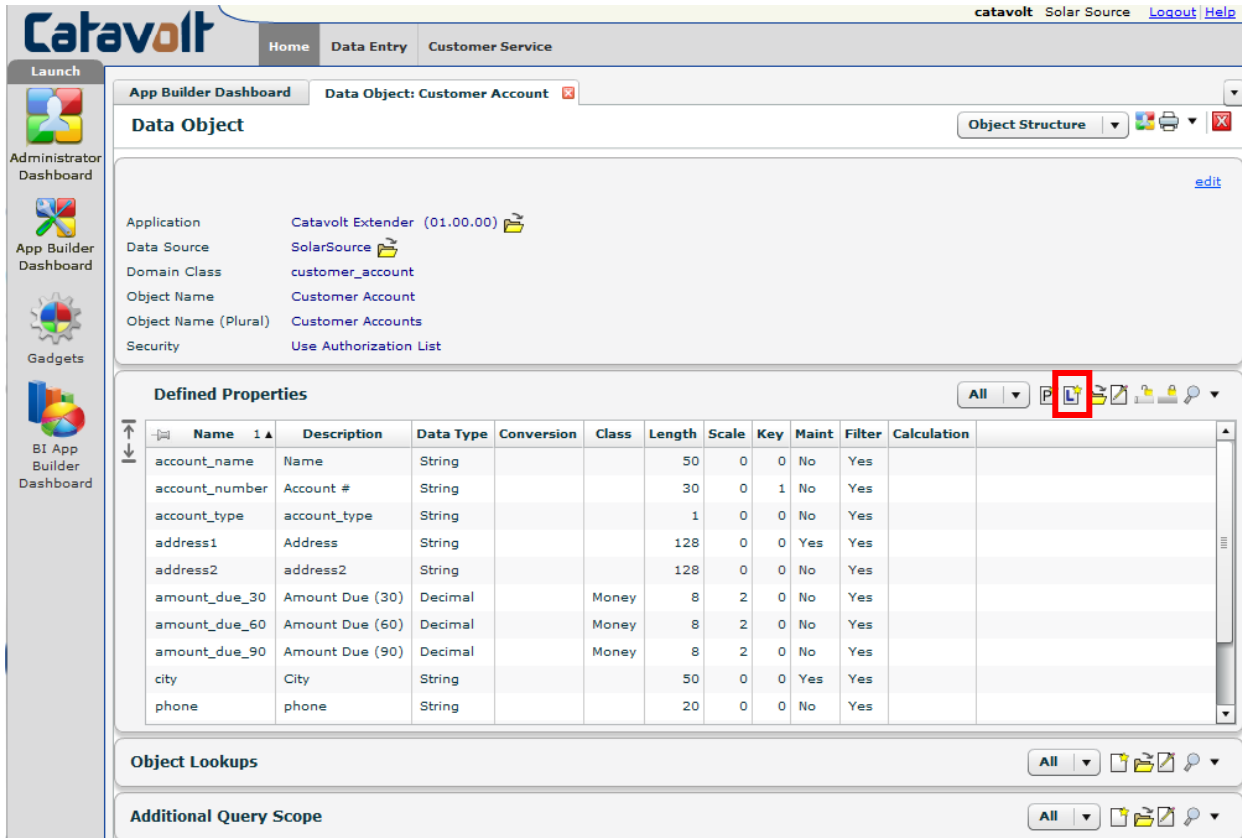 catavolt Solar Source Logout Help
Catavolt
Home Data Entry Customer Service
Launch
Administrator
Dashboard
App Builder
Dashboard
Gadgets
BI App
Builder
Dashboard
App Builder Dashboard Data Object: Customer Account
Data Object Object Structure
edit
Application Catavolt Extender (01.00.00)
Data Source SolarSource
Domain Class customer_account
Object Name Customer Account
Object Name (Plural) Customer Accounts
Security Use Authorization List
Defined Properties All P L
Name 1 Description Data Type Conversion Class Length Scale Key Maint Filter Calculation
account_name Name String 50 0 0 No Yes
account_number Account # String 30 0 1 No Yes
account_type account_type String 1 0 0 No Yes
address1 Address String 128 0 0 Yes Yes
address2 address2 String 128 0 0 No Yes
amount_due_30 Amount Due (30) Decimal Money 8 2 0 No Yes
amount_due_60 Amount Due (60) Decimal Money 8 2 0 No Yes
amount_due_90 Amount Due (90) Decimal Money 8 2 0 No Yes
city City String 50 0 0 Yes Yes
phone phone String 20 0 0 No Yes
Object Lookups All
Additional Query Scope All